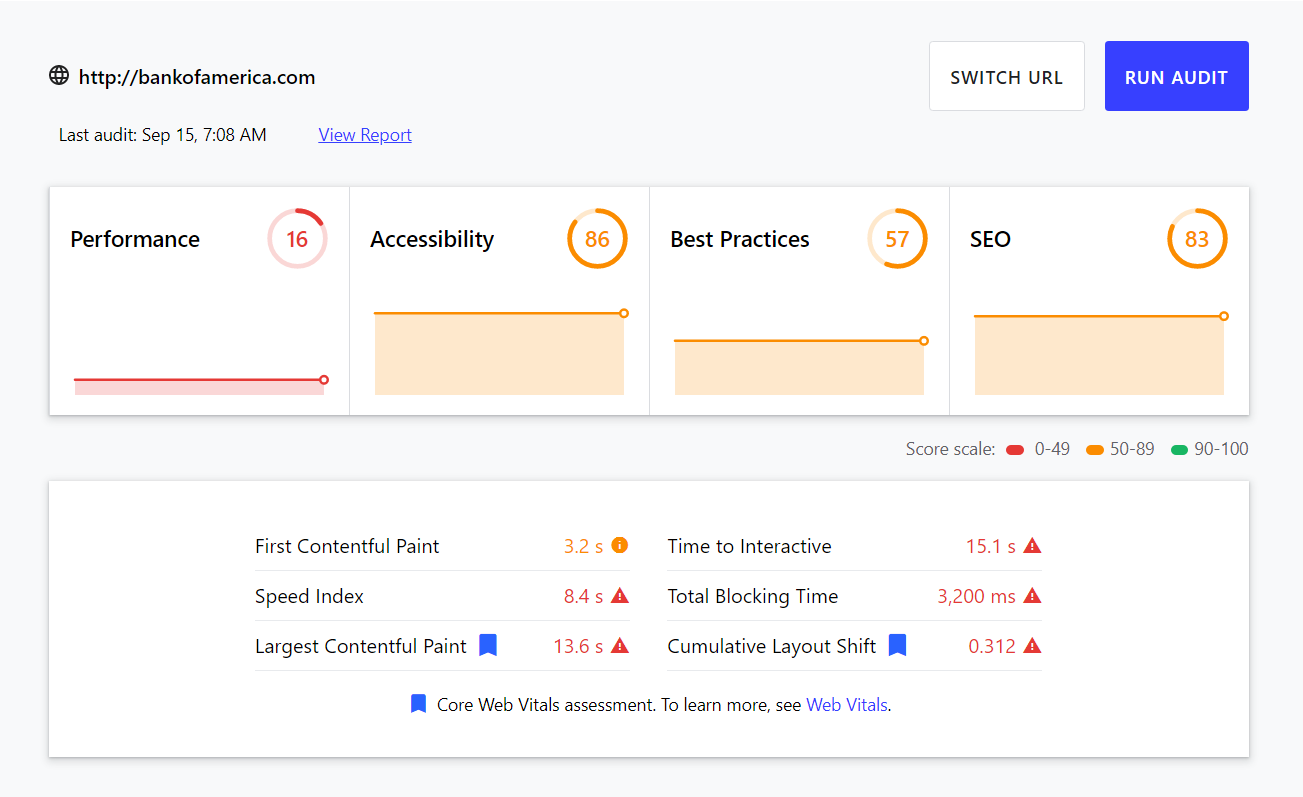 http://bankofamerica.com
SWITCH URL
RUN AUDIT
Last audit: Sep 15, 7:08 AM
View Report
Performance 16
Accessibility 86
Best Practices 57
SEO 83
Score scale: 0-49 50-89 90-100
First Contentful Paint 3.2 s
Time to Interactive 15.1 s
Speed Index 8.4 s
Total Blocking Time 3,200 ms
Largest Contentful Paint 13.6 s
Cumulative Layout Shift 0.312
Core Web Vitals assessment. To learn more, see Web Vitals.